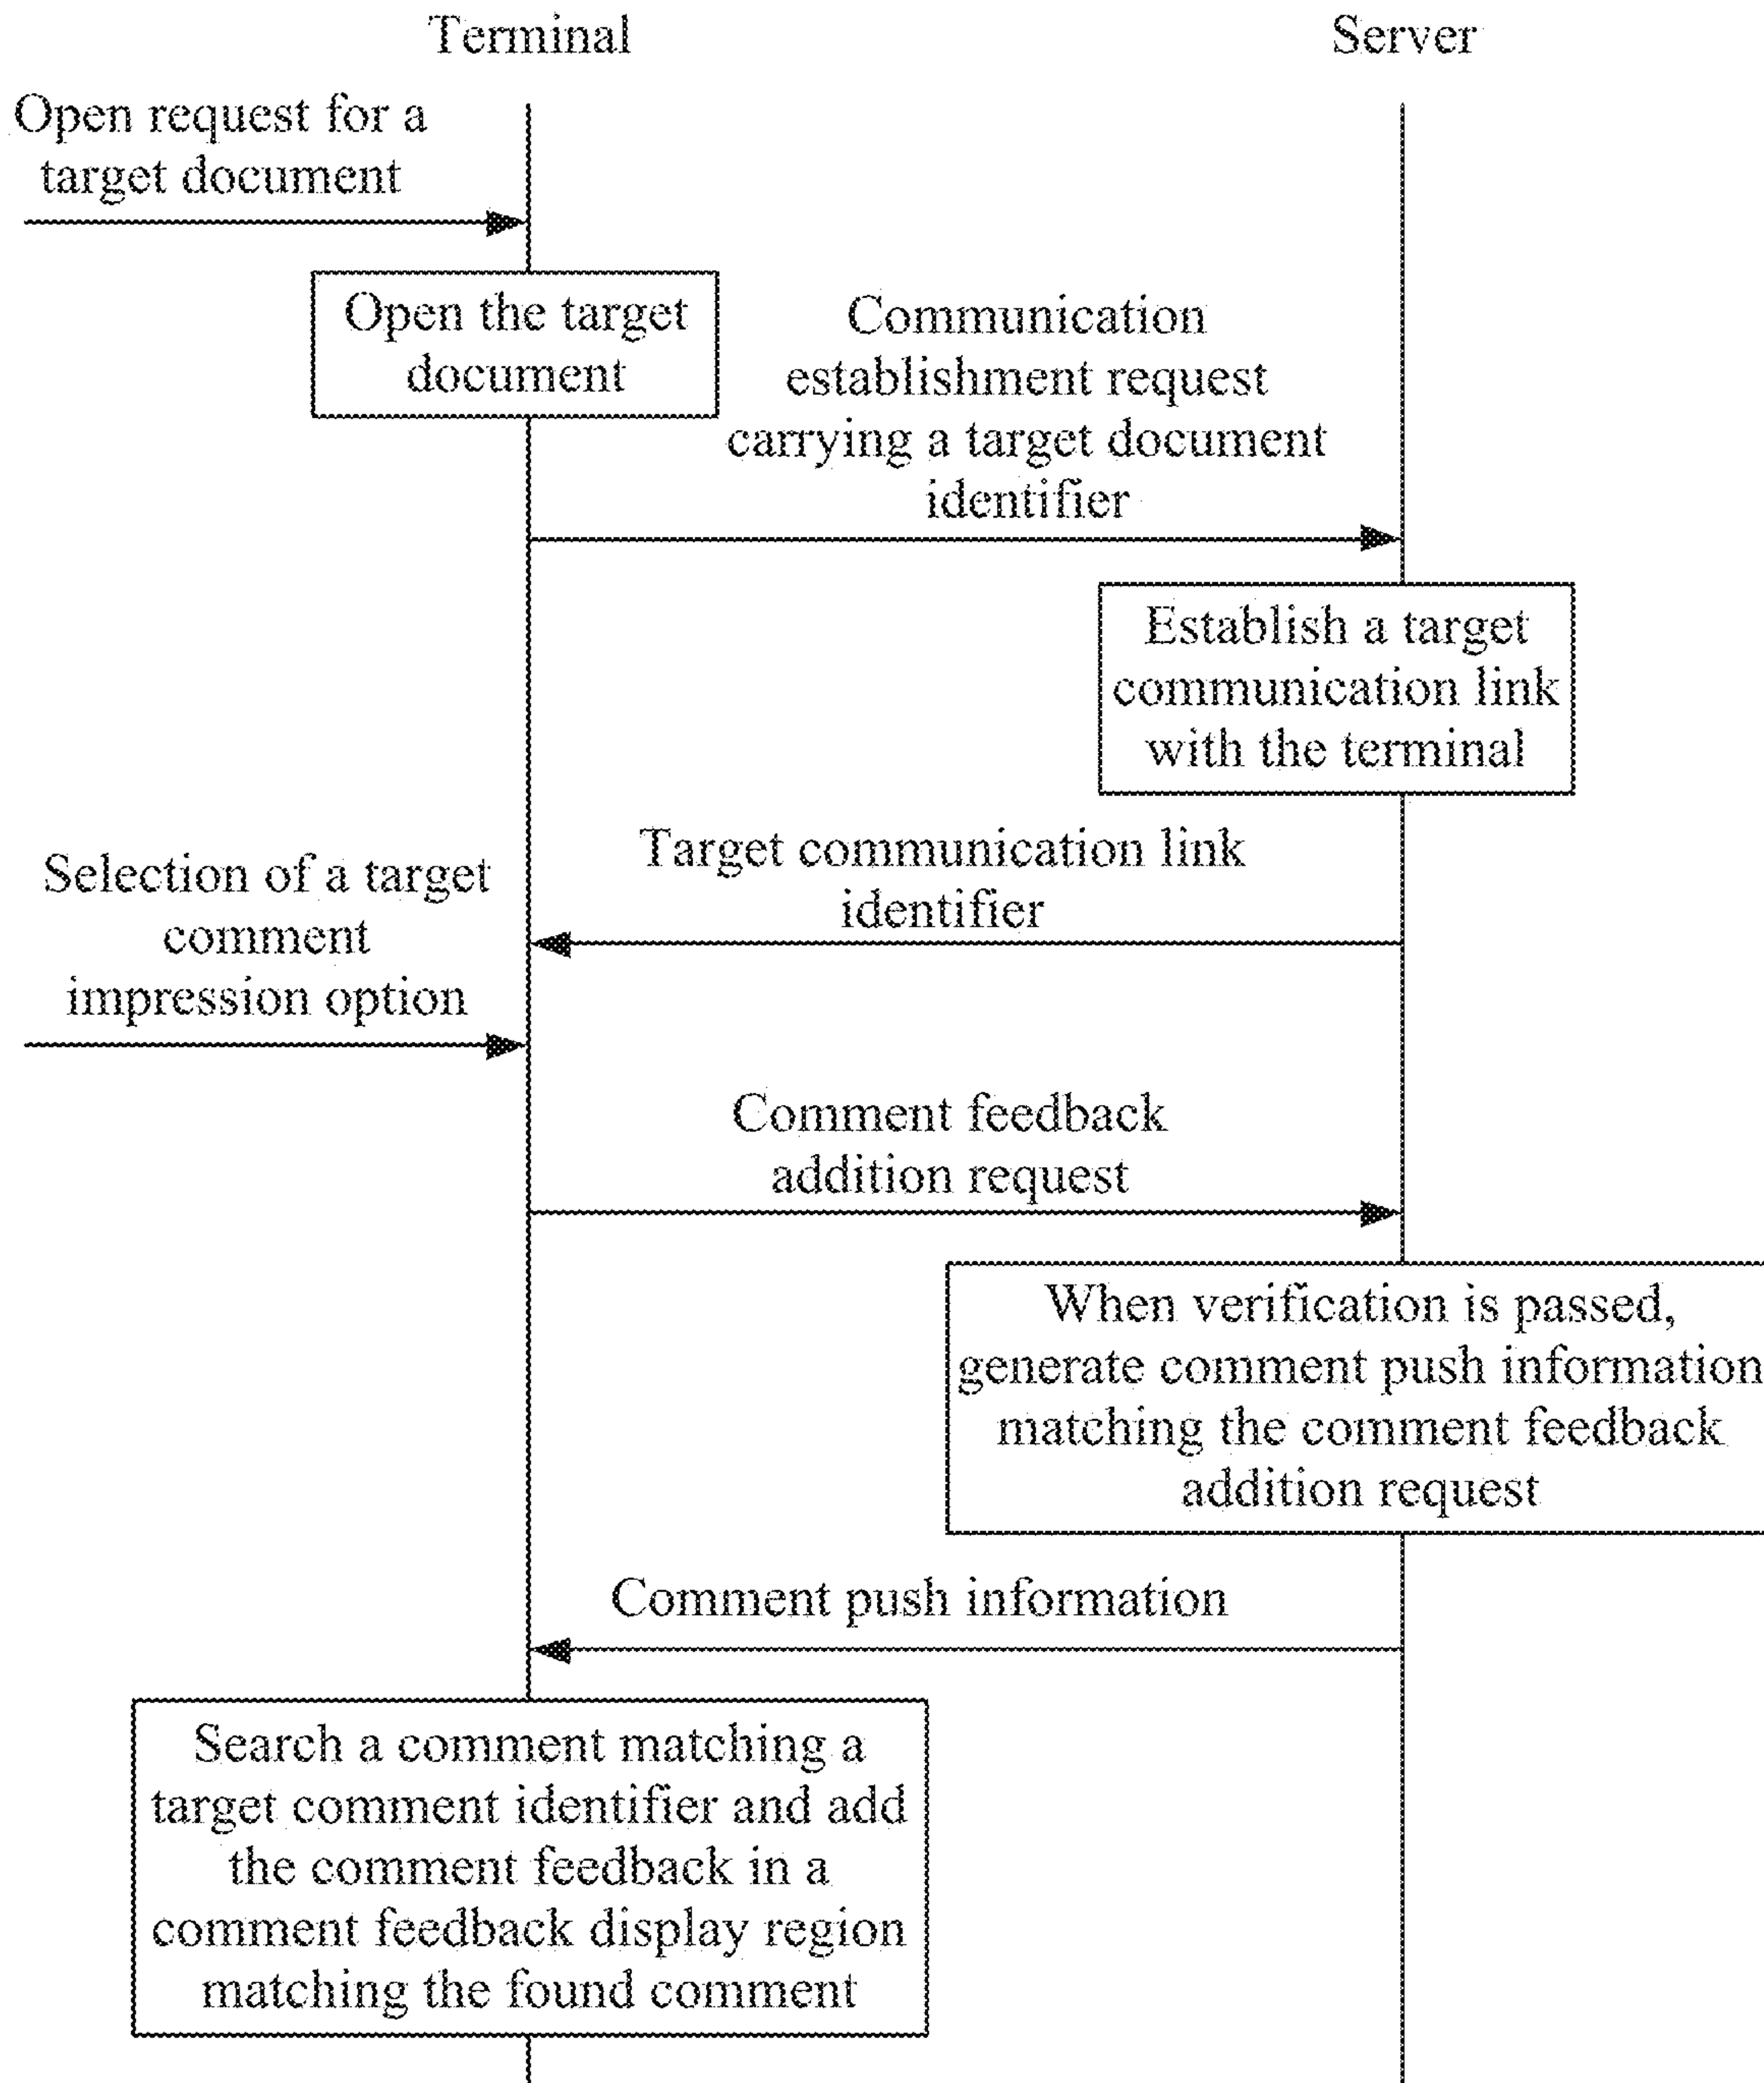 Terminal
Server
Open request for a
target document
Open the target
document
Communication
establishment request
carrying a target document
identifier
Establish a target
communication link
with the terminal
Target communication link
identifier
Selection of a target
comment
impression option
Comment feedback
addition request
When verification is passed,
generate comment push information
matching the comment feedback
addition request
Comment push information
Search a comment matching a
target comment identifier and add
the comment feedback in a
comment feedback display region
matching the found comment